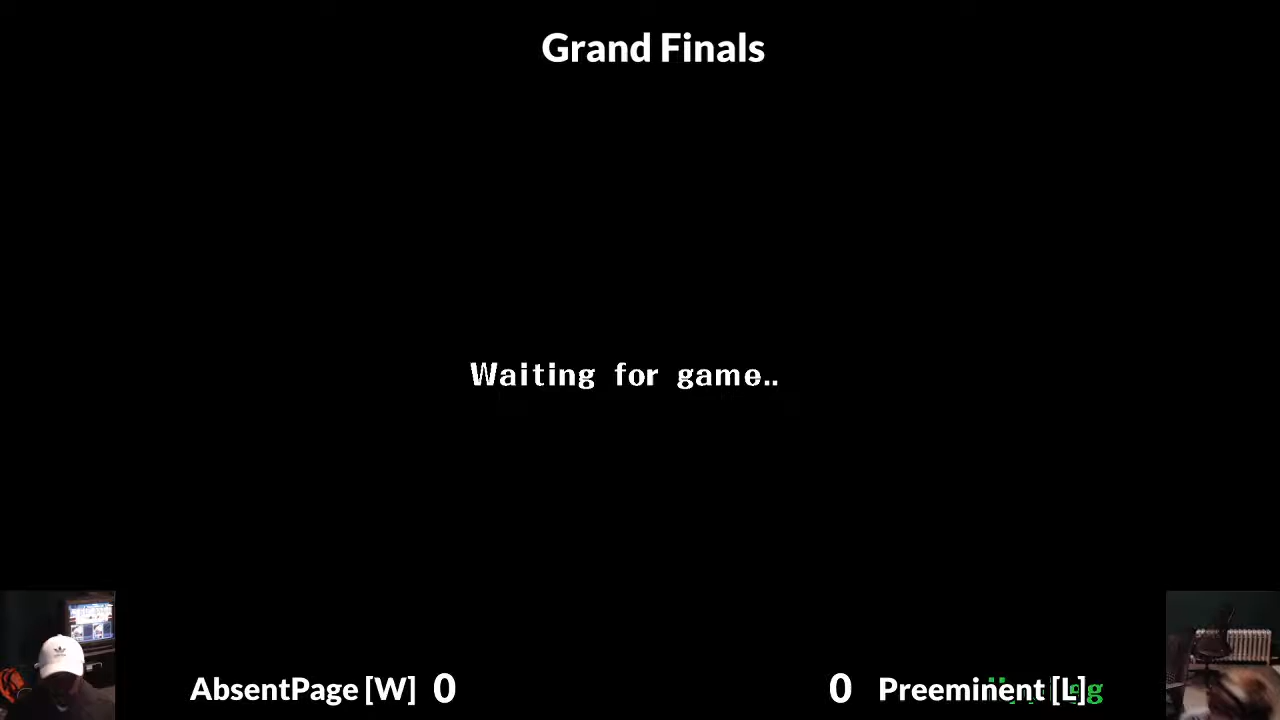 Grand Finals
Waiting for game..
AbsentPage [W] 0
0 Preeminent [L]